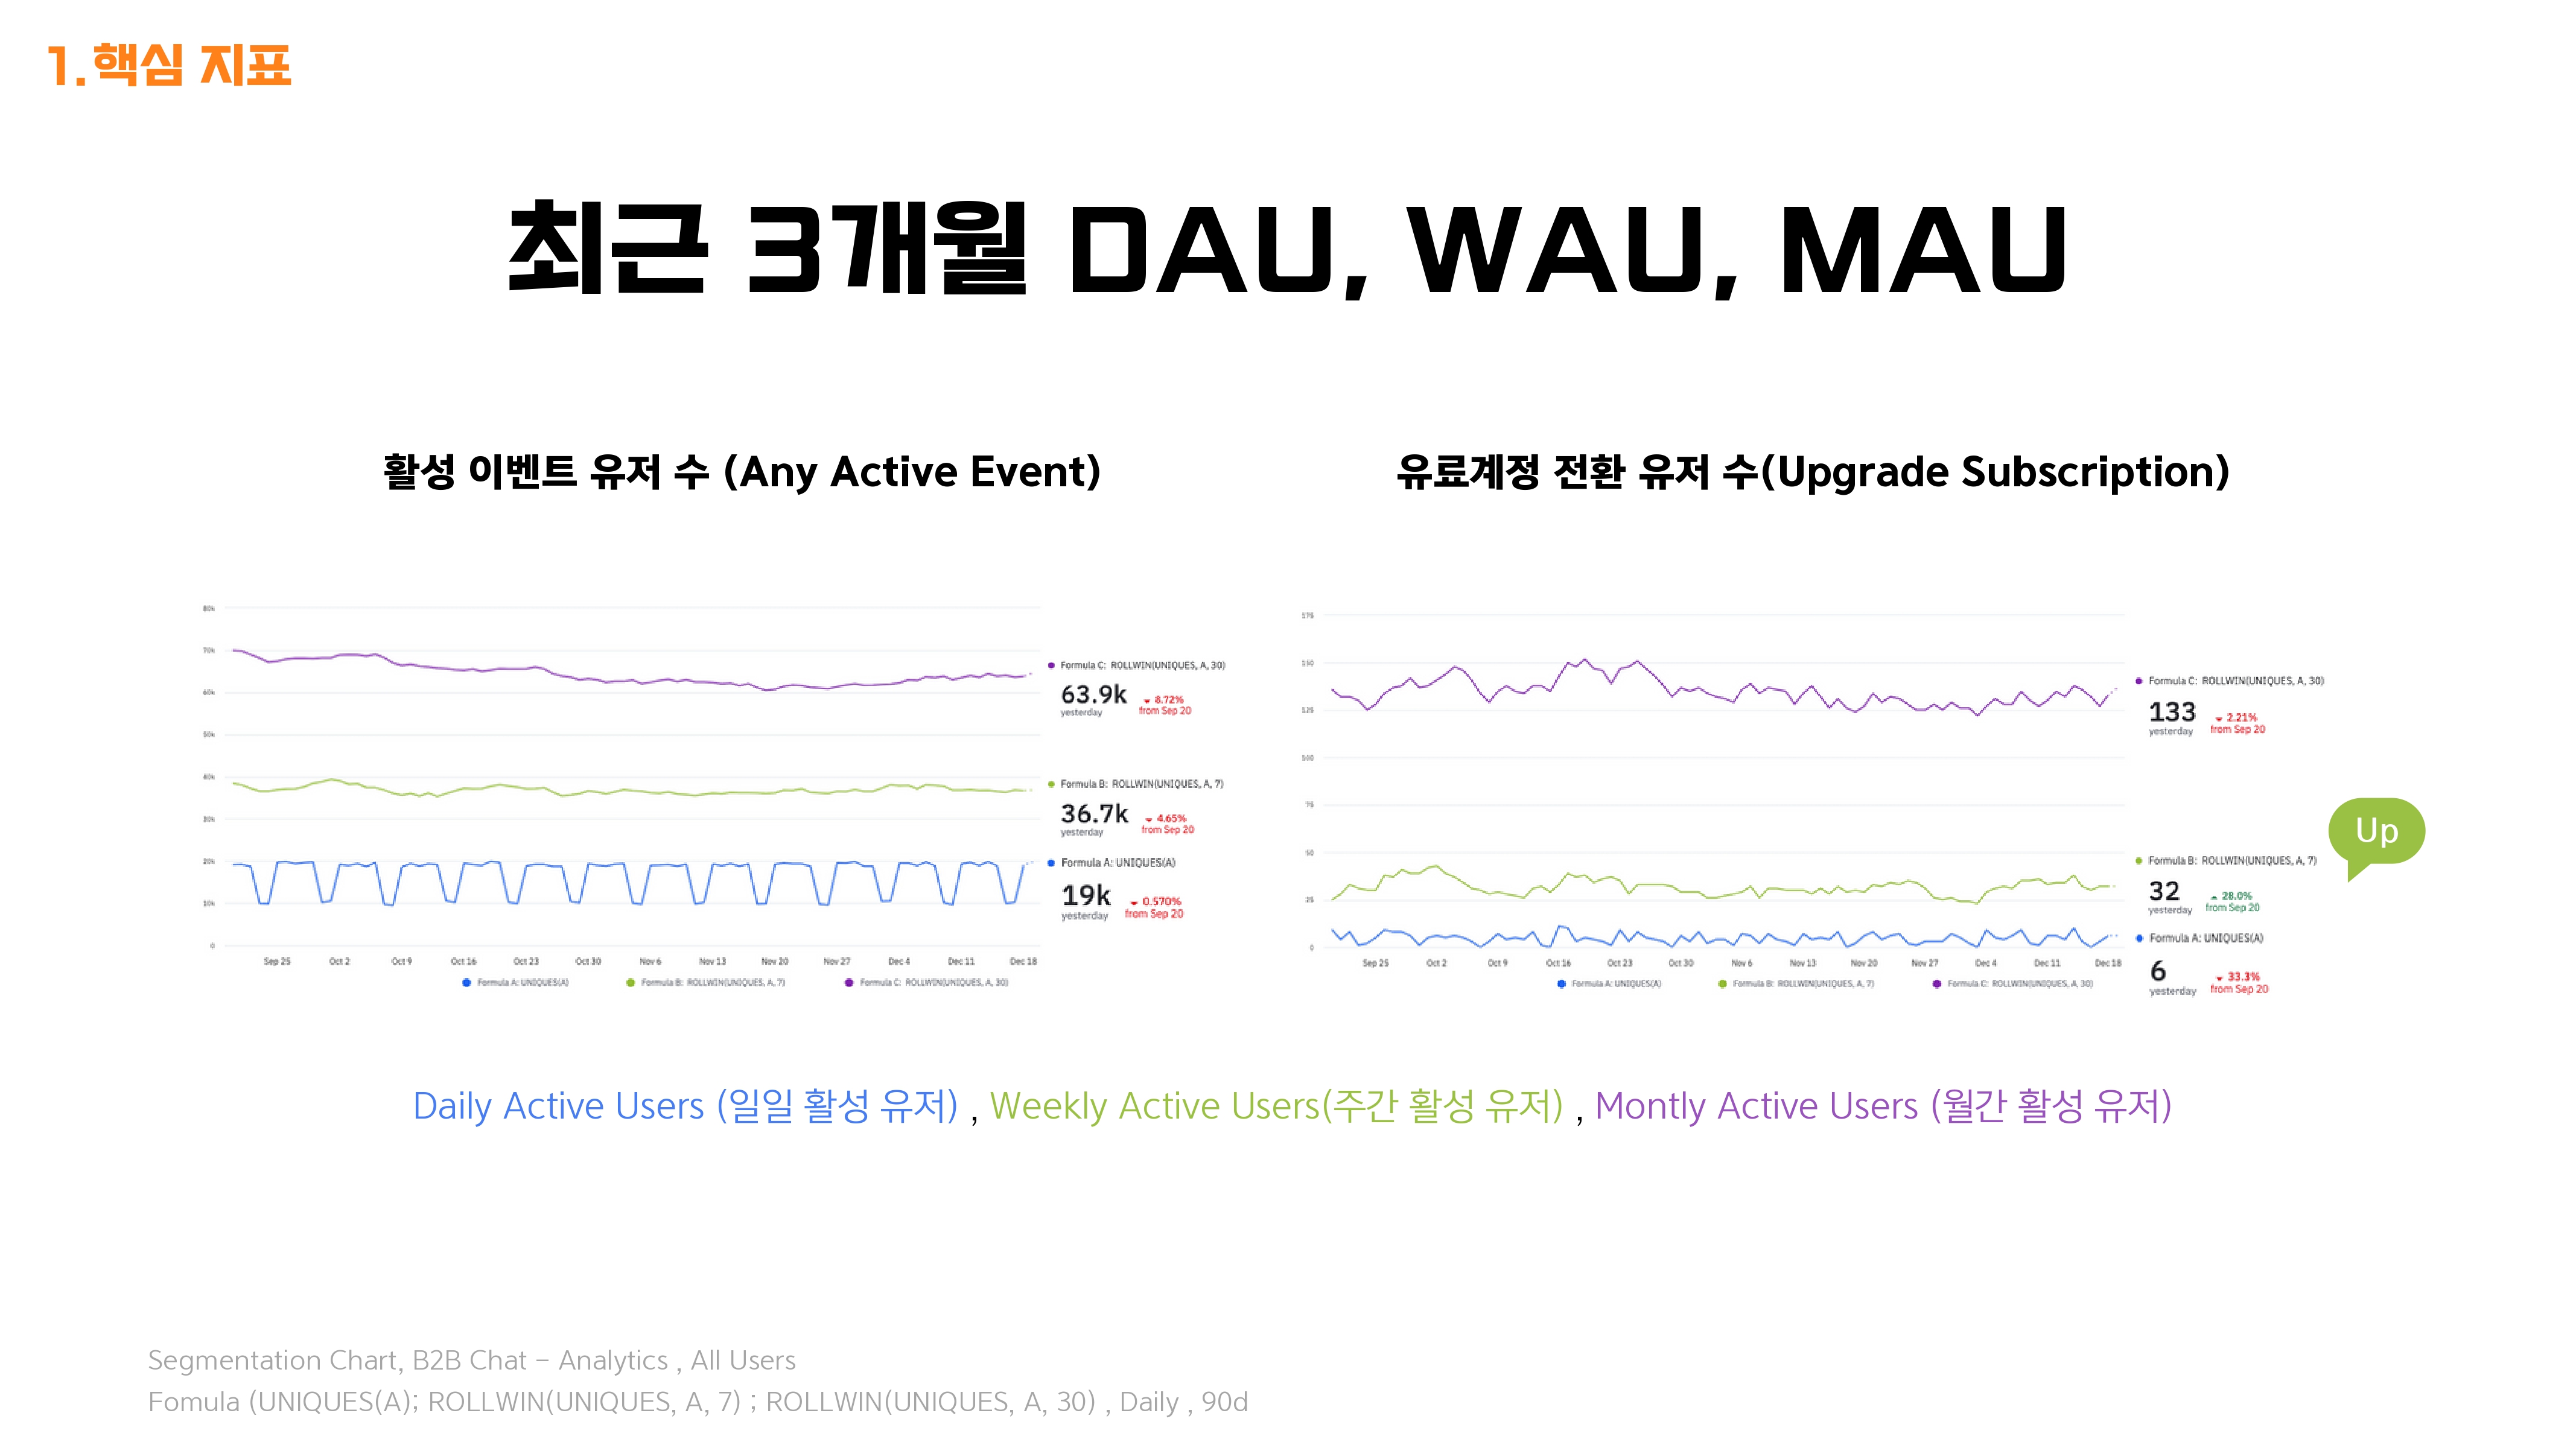 1. 핵심 지표
최근 3개월 DAU, WAU, MAU
활성 이벤트 유저 수 (Any Active Event)
80k
70k
60k
50k
40k
30k
20k
10k
0
Sep 25 Oct 2 Oct 9 Oct 16 Oct 23 Oct 30 Nov 6 Nov 13 Nov 20 Nov 27 Dec 4 Dec 11 Dec 18
Formula A: UNIQUES(A) Formula B: ROLLWIN(UNIQUES, A, 7) Formula C: ROLLWIN(UNIQUES, A, 30)
Formula C: ROLLWIN(UNIQUES, A, 30)
63.9k 8.72%
yesterday from Sep 20
Formula B: ROLLWIN(UNIQUES, A, 7)
36.7k 4.65%
yesterday from Sep 20
Formula A: UNIQUES(A)
19k 0.570%
yesterday from Sep 20
유료계정 전환 유저 수(Upgrade Subscription)
175
150
125
100
75
50
25
0
Sep 25 Oct 2 Oct 9 Oct 16 Oct 23 Oct 30 Nov 6 Nov 13 Nov 20 Nov 27 Dec 4 Dec 11 Dec 18
Formula A: UNIQUES(A) Formula B: ROLLWIN(UNIQUES, A, 7) Formula C: ROLLWIN(UNIQUES, A, 30)
Formula C: ROLLWIN(UNIQUES, A, 30)
133 2.21%
yesterday from Sep 20
Up
Formula B: ROLLWIN(UNIQUES, A, 7)
32 28.0%
yesterday from Sep 20
Formula A: UNIQUES(A)
6 33.3%
yesterday from Sep 20
Daily Active Users (일일 활성 유저) , Weekly Active Users(주간 활성 유저) , Montly Active Users (월간 활성 유저)
Segmentation Chart, B2B Chat - Analytics , All Users
Fomula (UNIQUES(A); ROLLWIN(UNIQUES, A, 7) ; ROLLWIN(UNIQUES, A, 30) , Daily , 90d